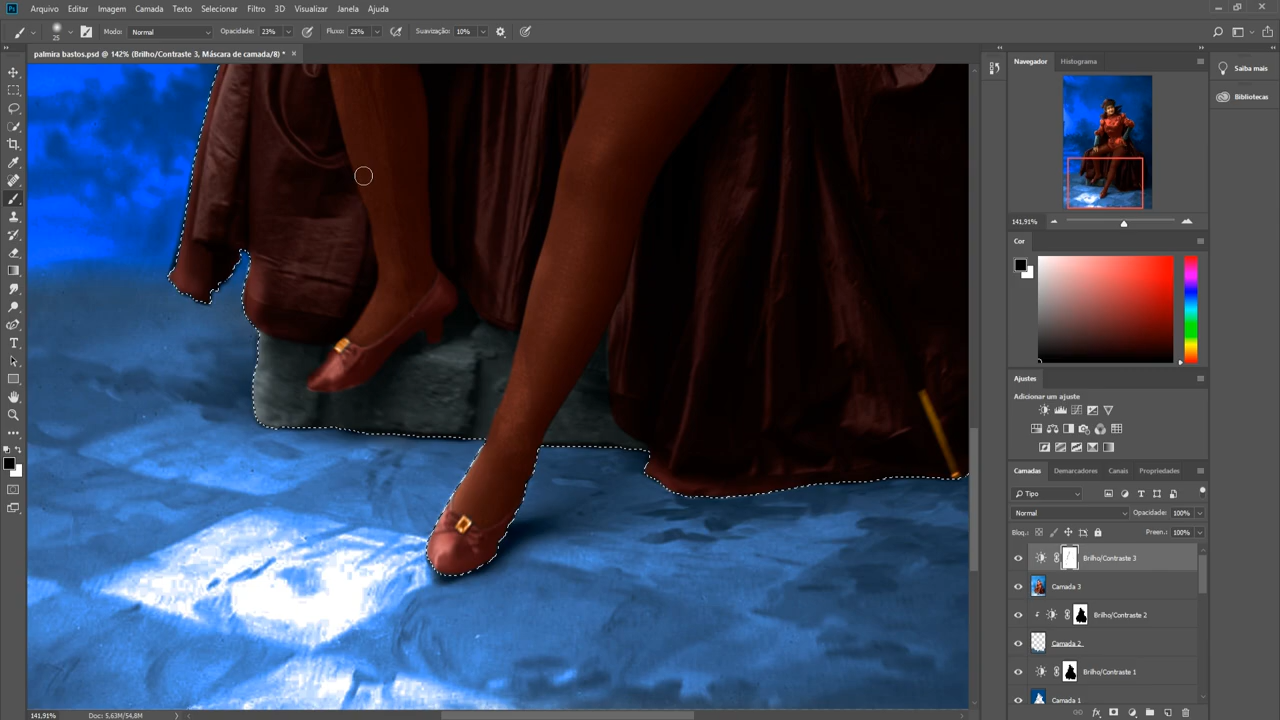 Arquivo Editar Imagem Camada Texto Selecionar Filtro 3D Visualizar Janela Ajuda
25 Modo: Normal Opacidade: 23% Fluxo: 25% Suavização: 10%
palmira bastos.psd @ 142% (Brilho/Contraste 3, Máscara de camada/8) *
Navegador Histograma
Saiba mais
Bibliotecas
141,91%
Cor
Ajustes
Adicionar um ajuste
Camadas Demarcadores Canais Propriedades
Tipo
Normal Opacidade: 100%
Bloq.: Preen.: 100%
Brilho/Contraste 3
Camada 3
Brilho/Contraste 2
Camada 2
Brilho/Contraste 1
Camada 1
141,91% Doc: 5,63M/54,8M